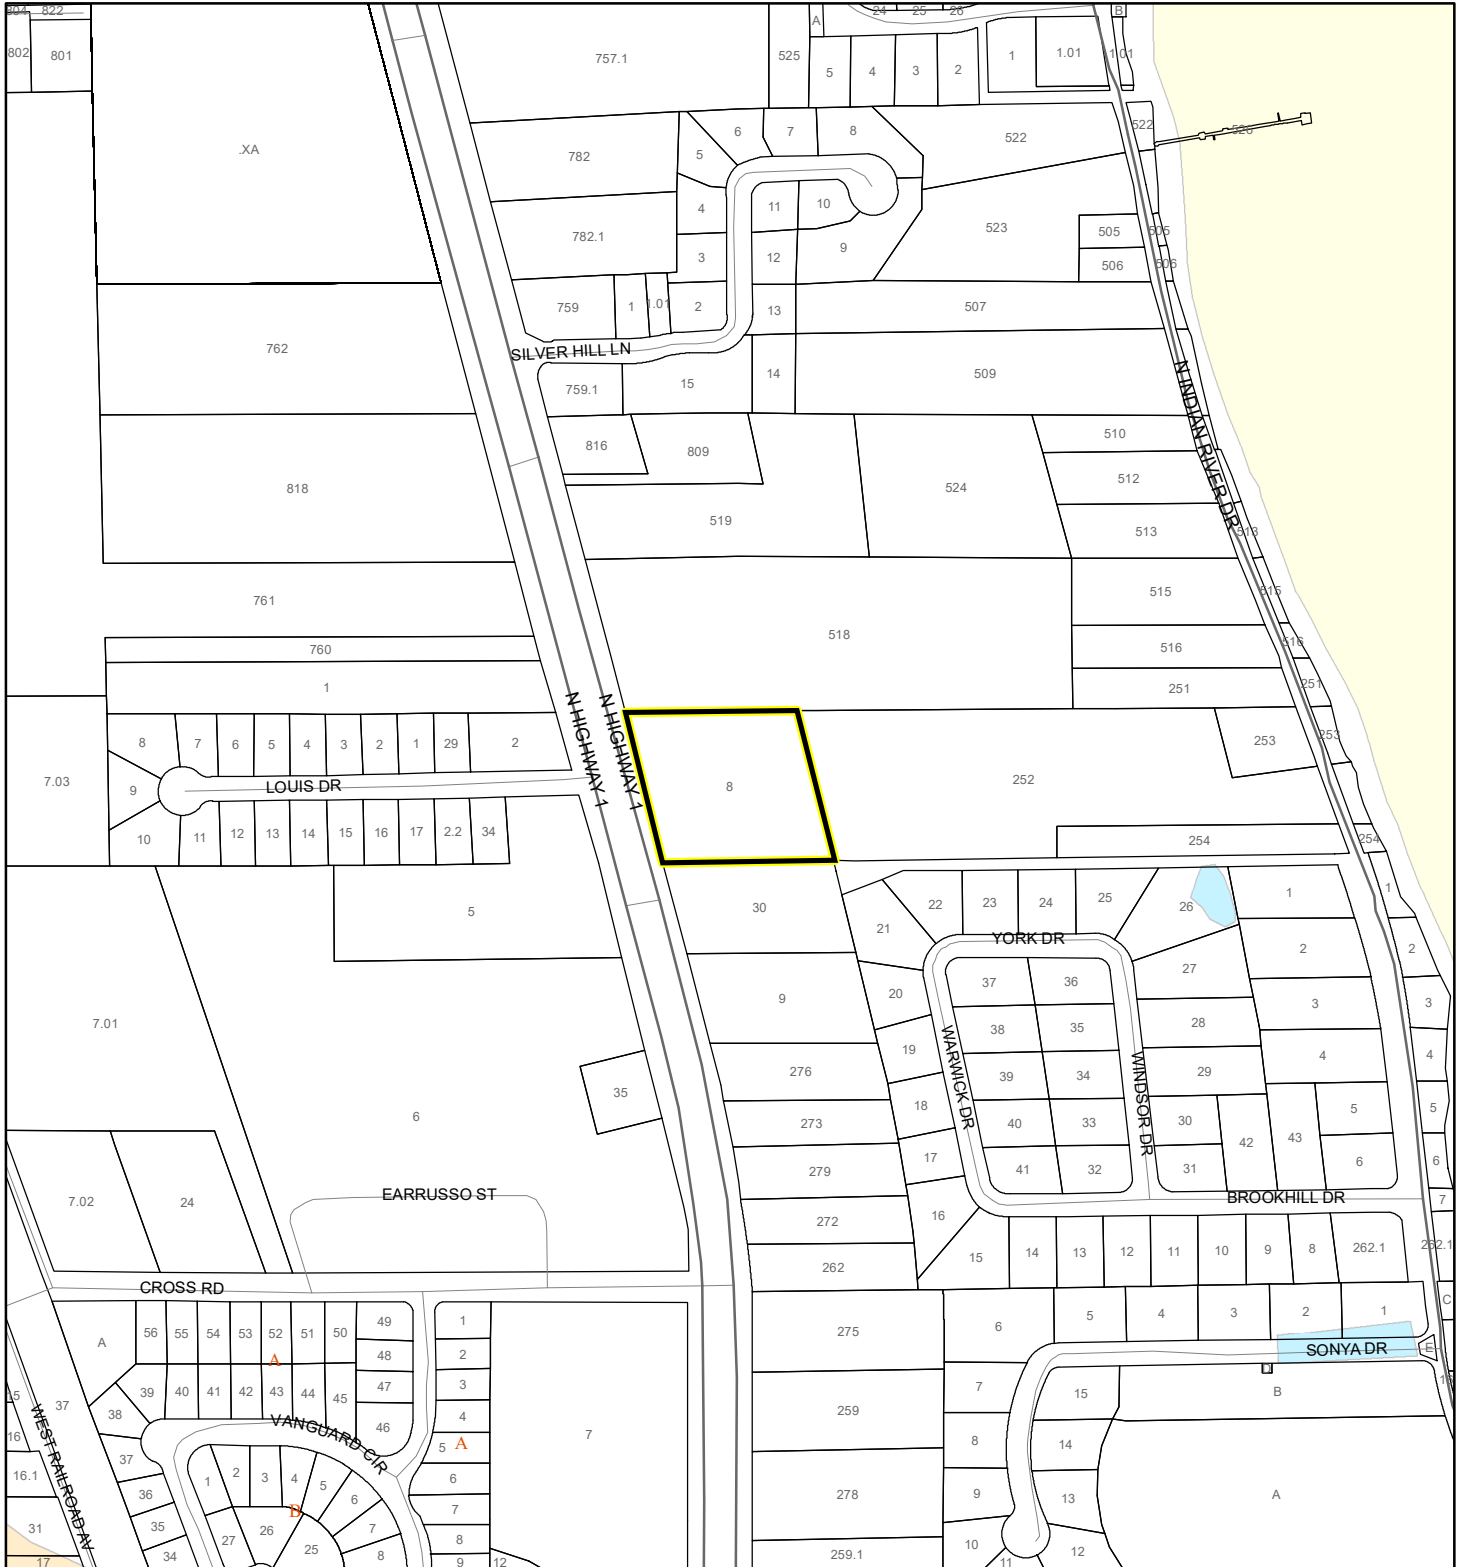 804 822
802 801
.XA
757.1
525
A
24 25 26
B
5 4 3 2
1 1.01 1.01
782
5 6 7 8
522 522 526
782.1
4 11 10
523
505 505
3 12 9
506 506
762
759 1 1.01 2 13
507
SILVER HILL LN
759.1 15 14
509
N INDIAN RIVER DR
818
816 809
510
519 524
512
513 513
761
515 515
760
518
516 516
1
251 251
N HIGHWAY 1
N HIGHWAY 1
8 7 6 5 4 3 2 1 29 2
253 253
7.03
9
LOUIS DR
8
252
10 11 12 13 14 15 16 17 2.2 34
254 254
5
30
21 22 23 24 25 26
1 1
YORK DR
2 2
9
20 37 36 27
3 3
7.01
38 35 28
19
4 4
276
WARWICK DR
WINDSOR DR
39 34 29
35
6
273
18 40 33 30
42 43 5 5
279
17 41 32 31
6 6
7.02 24
EARRUSSO ST
BROOKHILL DR
7
272
16
262
15 14 13 12 11 10 9 8 262.1 262.1
CROSS RD
C
A 56 55 54 53 52 51 50 49
1
275
6 5 4 3 2 1
A
48 2
SONYA DR
E
D
39 40 41 42 43 44 45 47
3
7 15
B
37
38
46 4
259
WEST RAILROAD AV
VANGUARD CIR
5 A
7
8 14
16
37
16.1
1 2 3 4 5 6
6
278
9 13
A
36
B
7
31
35 27 26 7
8
34 25 8
10 12
17
9 12
259.1
11